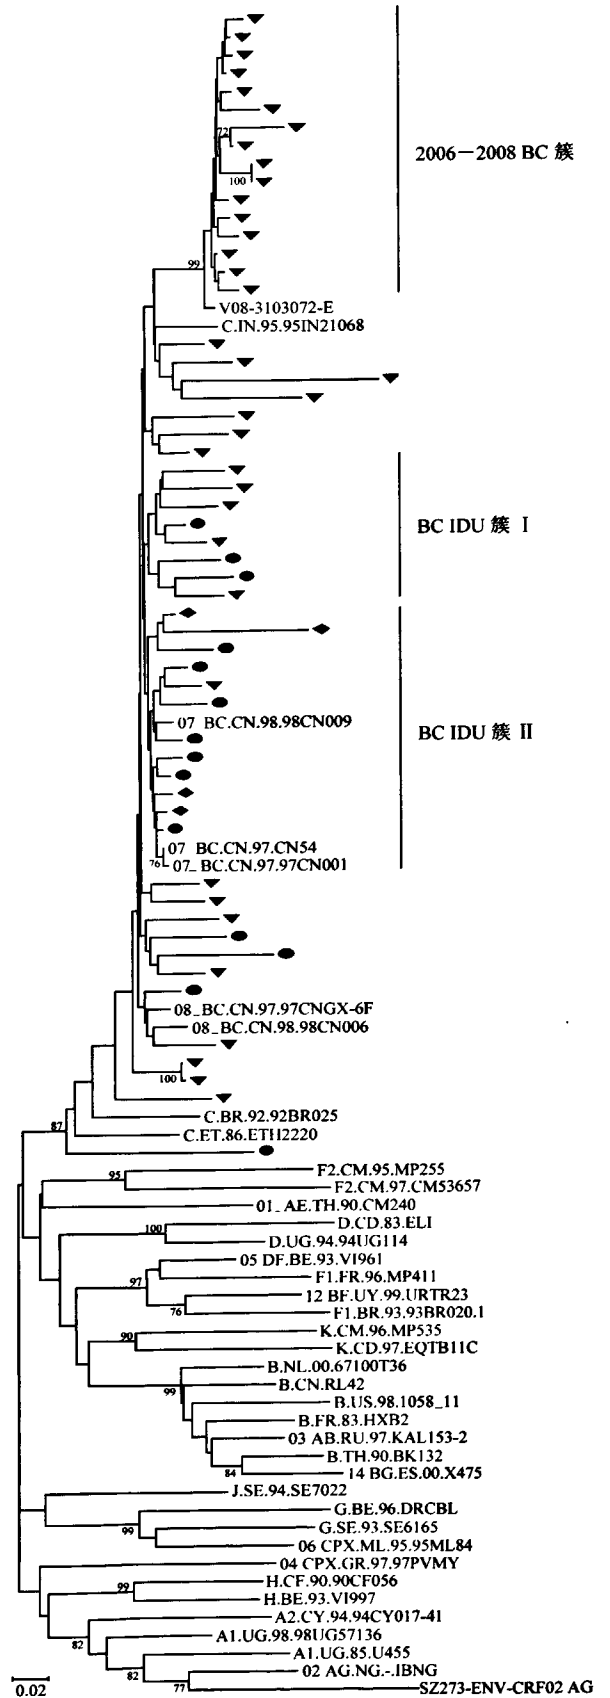 72
2006－2008 BC 簇
100
99
V08-3103072-E
C.IN.95.95IN21068
BC IDU 簇 Ⅰ
07_BC.CN.98.98CN009
BC IDU 簇 Ⅱ
07_BC.CN.97.CN54
76
07_BC.CN.97.97CN001
08_BC.CN.97.97CNGX-6F
08_BC.CN.98.98CN006
100
C.BR.92.92BR025
87
C.ET.86.ETH2220
F2.CM.95.MP255
95
F2.CM.97.CM53657
01_AE.TH.90.CM240
D.CD.83.ELI
100
D.UG.94.94UG114
05 DF.BE.93.VI961
97
F1.FR.96.MP411
12 BF.UY.99.URTR23
76
F1.BR.93.93BR020.1
K.CM.96.MP535
90
K.CD.97.EQTB11C
B.NL.00.67100T36
99
B.CN.RL42
B.US.98.1058_11
B.FR.83.HXB2
03 AB.RU.97.KAL153-2
B.TH.90.BK132
84
14 BG.ES.00.X475
J.SE.94.SE7022
G.BE.96.DRCBL
99
G.SE.93.SE6165
06 CPX.ML.95.95ML84
04 CPX.GR.97.97PVMY
H.CF.90.90CF056
99
H.BE.93.VI997
A2.CY.94.94CY017-41
82
A1.UG.98.98UG57136
A1.UG.85.U455
82
02 AG.NG.-.IBNG
77
SZ273-ENV-CRF02 AG
0.02